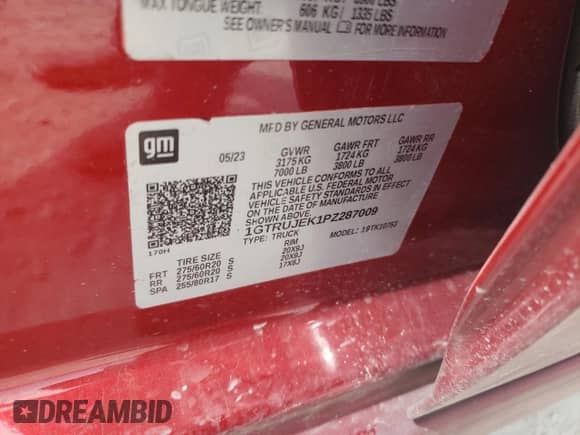 MAX TONGUE WEIGHT: 606 KG / 1335 LBS
SEE OWNER'S MANUAL FOR MORE INFORMATION
gm
MFD BY GENERAL MOTORS LLC
05/23 GVWR GAWR FRT GAWR RR
3175 KG 1724 KG 1724 KG
7000 LB 3800 LB 3800 LB
THIS VEHICLE CONFORMS TO ALL
APPLICABLE U.S. FEDERAL MOTOR
VEHICLE SAFETY STANDARDS IN EFFECT
ON THE DATE OF MANUFACTURE
SHOWN ABOVE.
1GTRUJEK1PZ287009
TYPE: TRUCK MODEL:
170H
TIRE SIZE RIM
FRT 275/60R20 S 20X9J
RR 275/60R20 S 20X9J
SPA 255/80R17 S 17X8J
DREAMBID